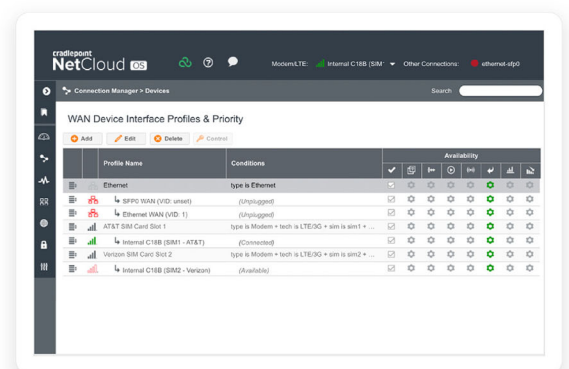 cradlepoint
NetCloud OS
Modem/LTE: Internal C18B (SIM1 Other Connections: ethernet-sfp0
Connection Manager > Devices Search
WAN Device Interface Profiles & Priority
Add Edit Delete Control
Availability
Profile Name Conditions
Ethernet type is Ethernet
SFP0 WAN (VID: unset) (Unplugged)
Ethernet WAN (VID: 1) (Unplugged)
AT&T SIM Card Slot 1 type is Modem + tech is LTE/3G + sim is sim1 + ...
Internal C18B (SIM1 - AT&T) (Connected)
Verizon SIM Card Slot 2 type is Modem + tech is LTE/3G + sim is sim2 + ...
Internal C18B (SIM2 - Verizon) (Available)